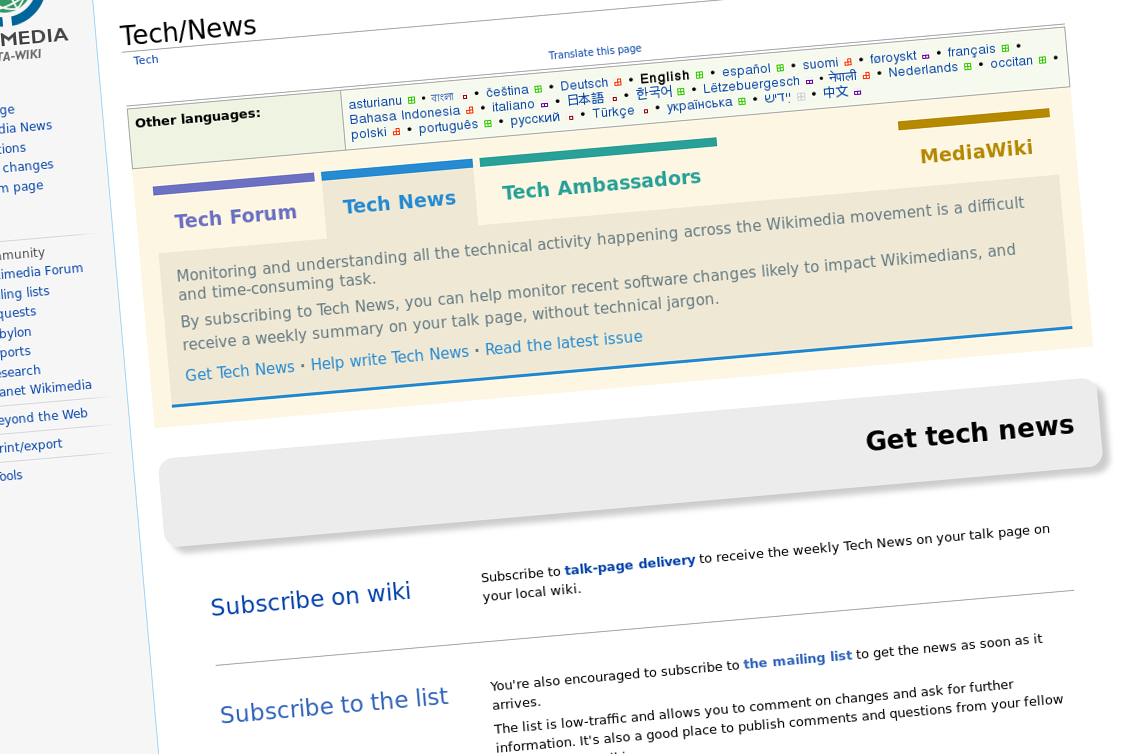 MEDIA
TA-WIKI
ge
dia News
tions
changes
m page
munity
imedia Forum
ling lists
quests
bylon
ports
esearch
anet Wikimedia
eyond the Web
rint/export
ools
Tech/News
Tech
Translate this page
Other languages:
asturianu • বাংলা • čeština • Deutsch • English • español • suomi • føroyskt • français •
Bahasa Indonesia • italiano • 日本語 • 한국어 • Lëtzebuergesch • नेपाली • Nederlands • occitan •
polski • português • русский • Türkçe • українська • ייִדיש • 中文
Tech Forum
Tech News
Tech Ambassadors
MediaWiki
Monitoring and understanding all the technical activity happening across the Wikimedia movement is a difficult
and time-consuming task.
By subscribing to Tech News, you can help monitor recent software changes likely to impact Wikimedians, and
receive a weekly summary on your talk page, without technical jargon.
Get Tech News · Help write Tech News · Read the latest issue
Get tech news
Subscribe on wiki
Subscribe to talk-page delivery to receive the weekly Tech News on your talk page on
your local wiki.
Subscribe to the list
You're also encouraged to subscribe to the mailing list to get the news as soon as it
arrives.
The list is low-traffic and allows you to comment on changes and ask for further
information. It's also a good place to publish comments and questions from your fellow